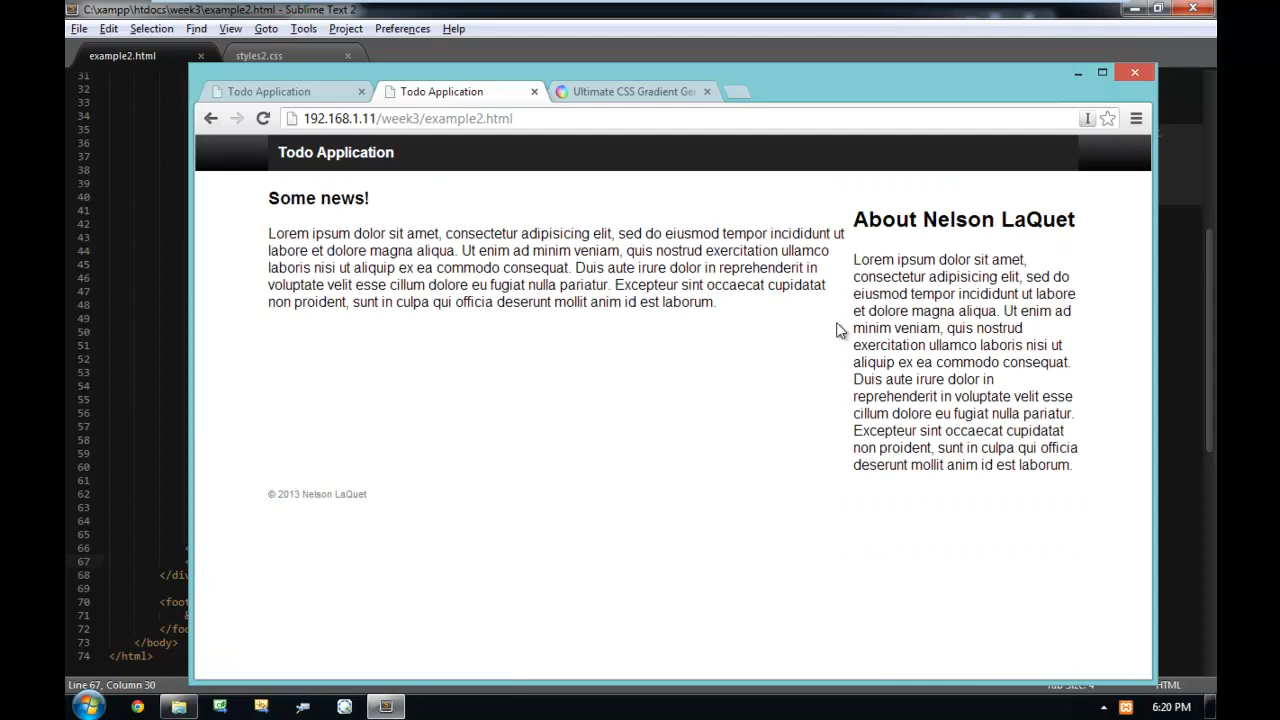 C:\xampp\htdocs\week3\example2.html - Sublime Text 2
File Edit Selection Find View Goto Tools Project Preferences Help
example2.html × styles2.css ×
Todo Application × Todo Application × Ultimate CSS Gradient Ge ×
192.168.1.11/week3/example2.html
Todo Application
Some news!
Lorem ipsum dolor sit amet, consectetur adipisicing elit, sed do eiusmod tempor incididunt ut
labore et dolore magna aliqua. Ut enim ad minim veniam, quis nostrud exercitation ullamco
laboris nisi ut aliquip ex ea commodo consequat. Duis aute irure dolor in reprehenderit in
voluptate velit esse cillum dolore eu fugiat nulla pariatur. Excepteur sint occaecat cupidatat
non proident, sunt in culpa qui officia deserunt mollit anim id est laborum.
About Nelson LaQuet
Lorem ipsum dolor sit amet,
consectetur adipisicing elit, sed do
eiusmod tempor incididunt ut labore
et dolore magna aliqua. Ut enim ad
minim veniam, quis nostrud
exercitation ullamco laboris nisi ut
aliquip ex ea commodo consequat.
Duis aute irure dolor in
reprehenderit in voluptate velit esse
cillum dolore eu fugiat nulla pariatur.
Excepteur sint occaecat cupidatat
non proident, sunt in culpa qui officia
deserunt mollit anim id est laborum.
© 2013 Nelson LaQuet
31
32
33
34
35
36
37
38
39
40
41
42
43
44
45
46
47
48
49
50
51
52
53
54
55
56
57
58
59
60
61
62
63
64
65
66 <
67 <
68 </div
69
70 <foot
71 &
72 </foo
73 </body>
74 </html>
Line 67, Column 30 Tab Size: 4 HTML
6:20 PM